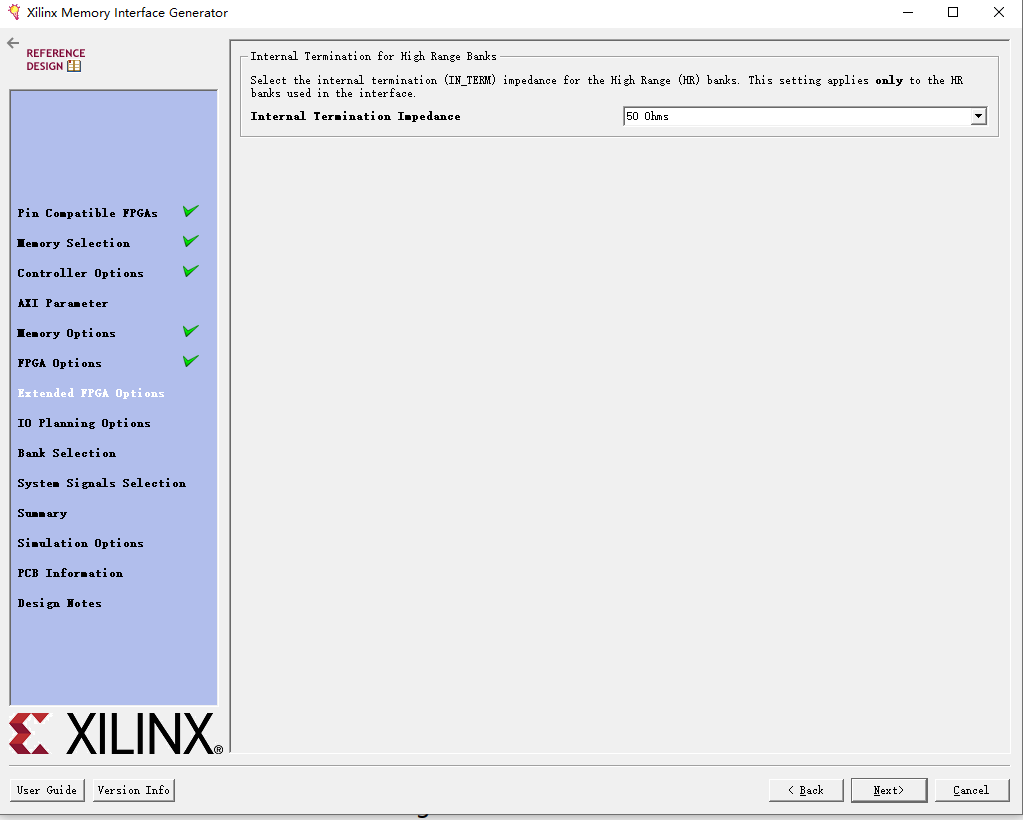 Xilinx Memory Interface Generator
REFERENCE
DESIGN
Pin Compatible FPGAs
Memory Selection
Controller Options
AXI Parameter
Memory Options
FPGA Options
Extended FPGA Options
IO Planning Options
Bank Selection
System Signals Selection
Summary
Simulation Options
PCB Information
Design Notes
XILINX®
Internal Termination for High Range Banks
Select the internal termination (IN_TERM) impedance for the High Range (HR) banks. This setting applies only to the HR
banks used in the interface.
Internal Termination Impedance
50 Ohms
User Guide
Version Info
< Back
Next>
Cancel